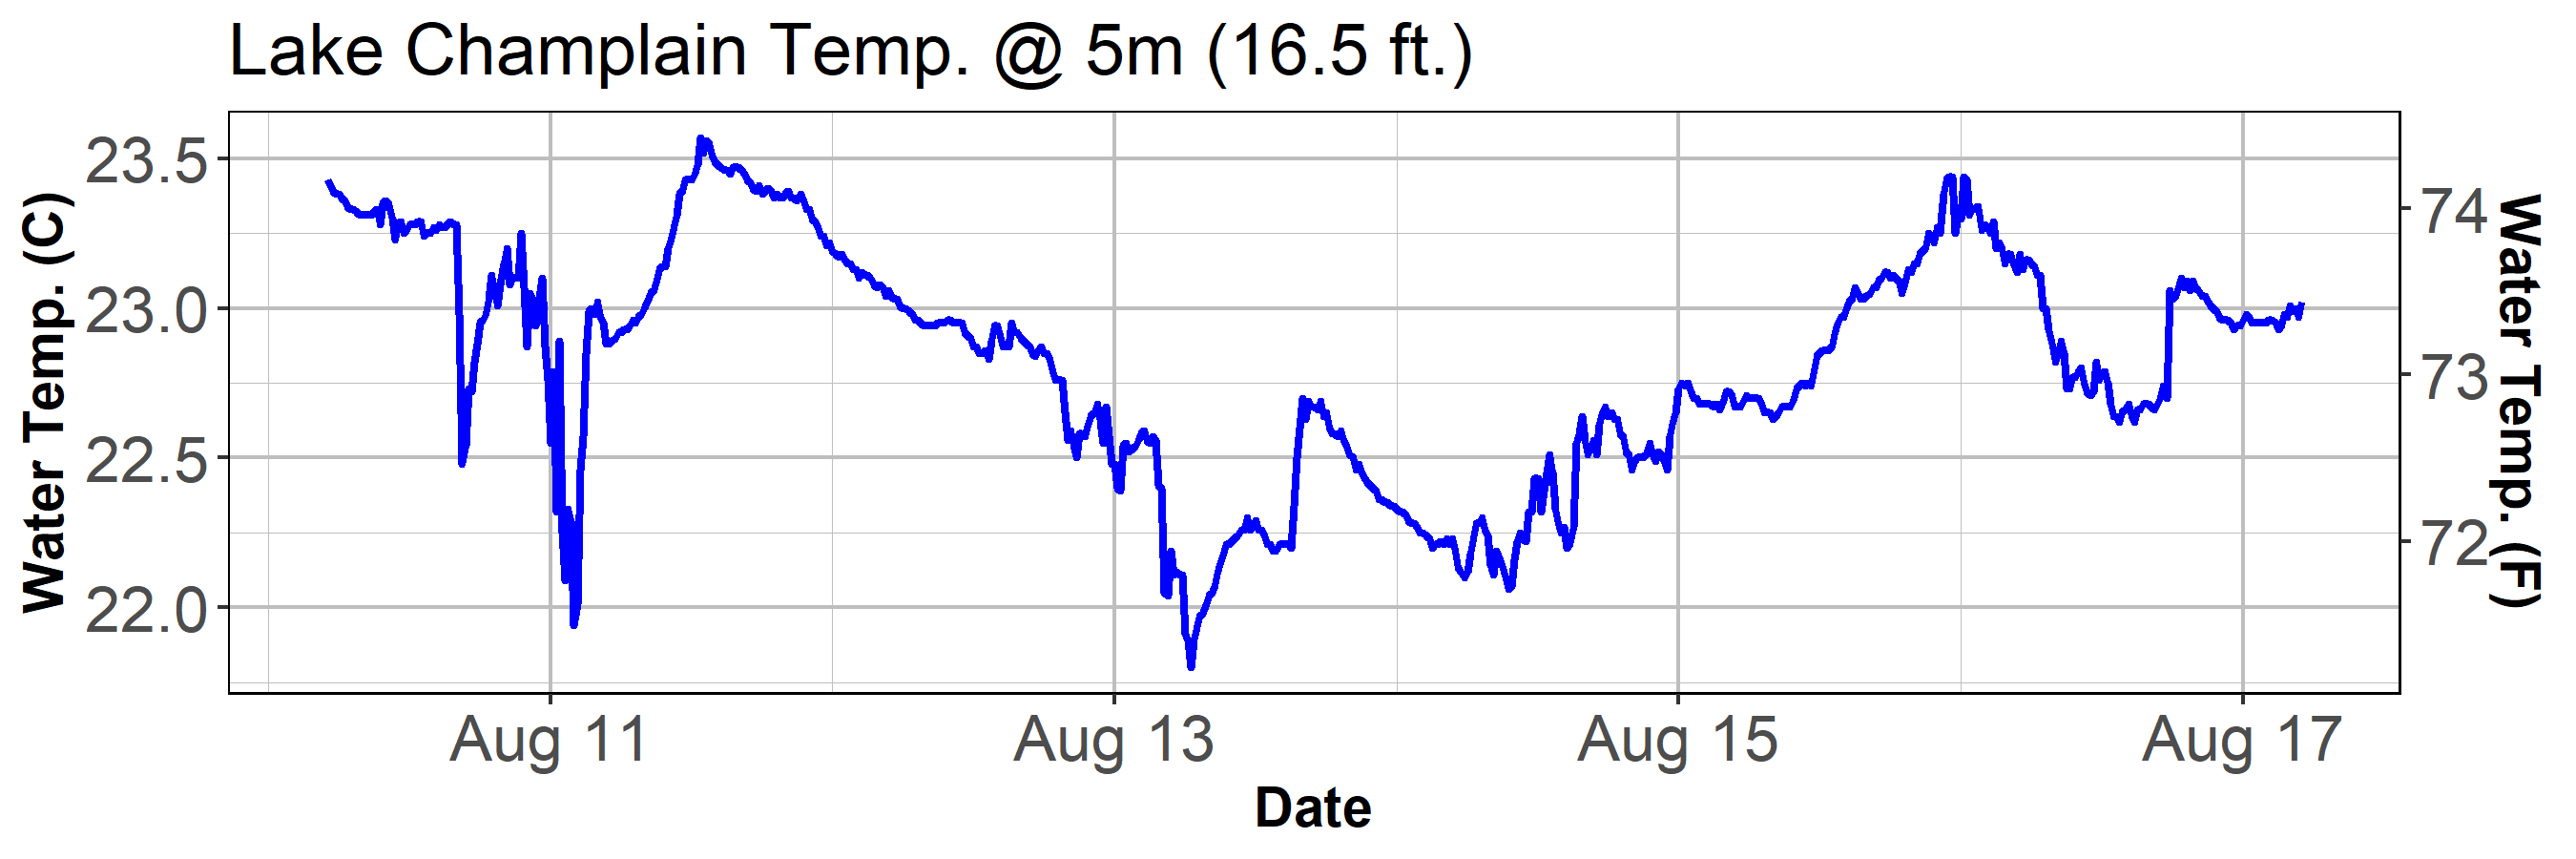 Lake Champlain Temp. @ 5m (16.5 ft.)
Water Temp. (C)
23.5
23.0
22.5
22.0
74
73
72
Water Temp. (F)
Aug 11
Aug 13
Aug 15
Aug 17
Date